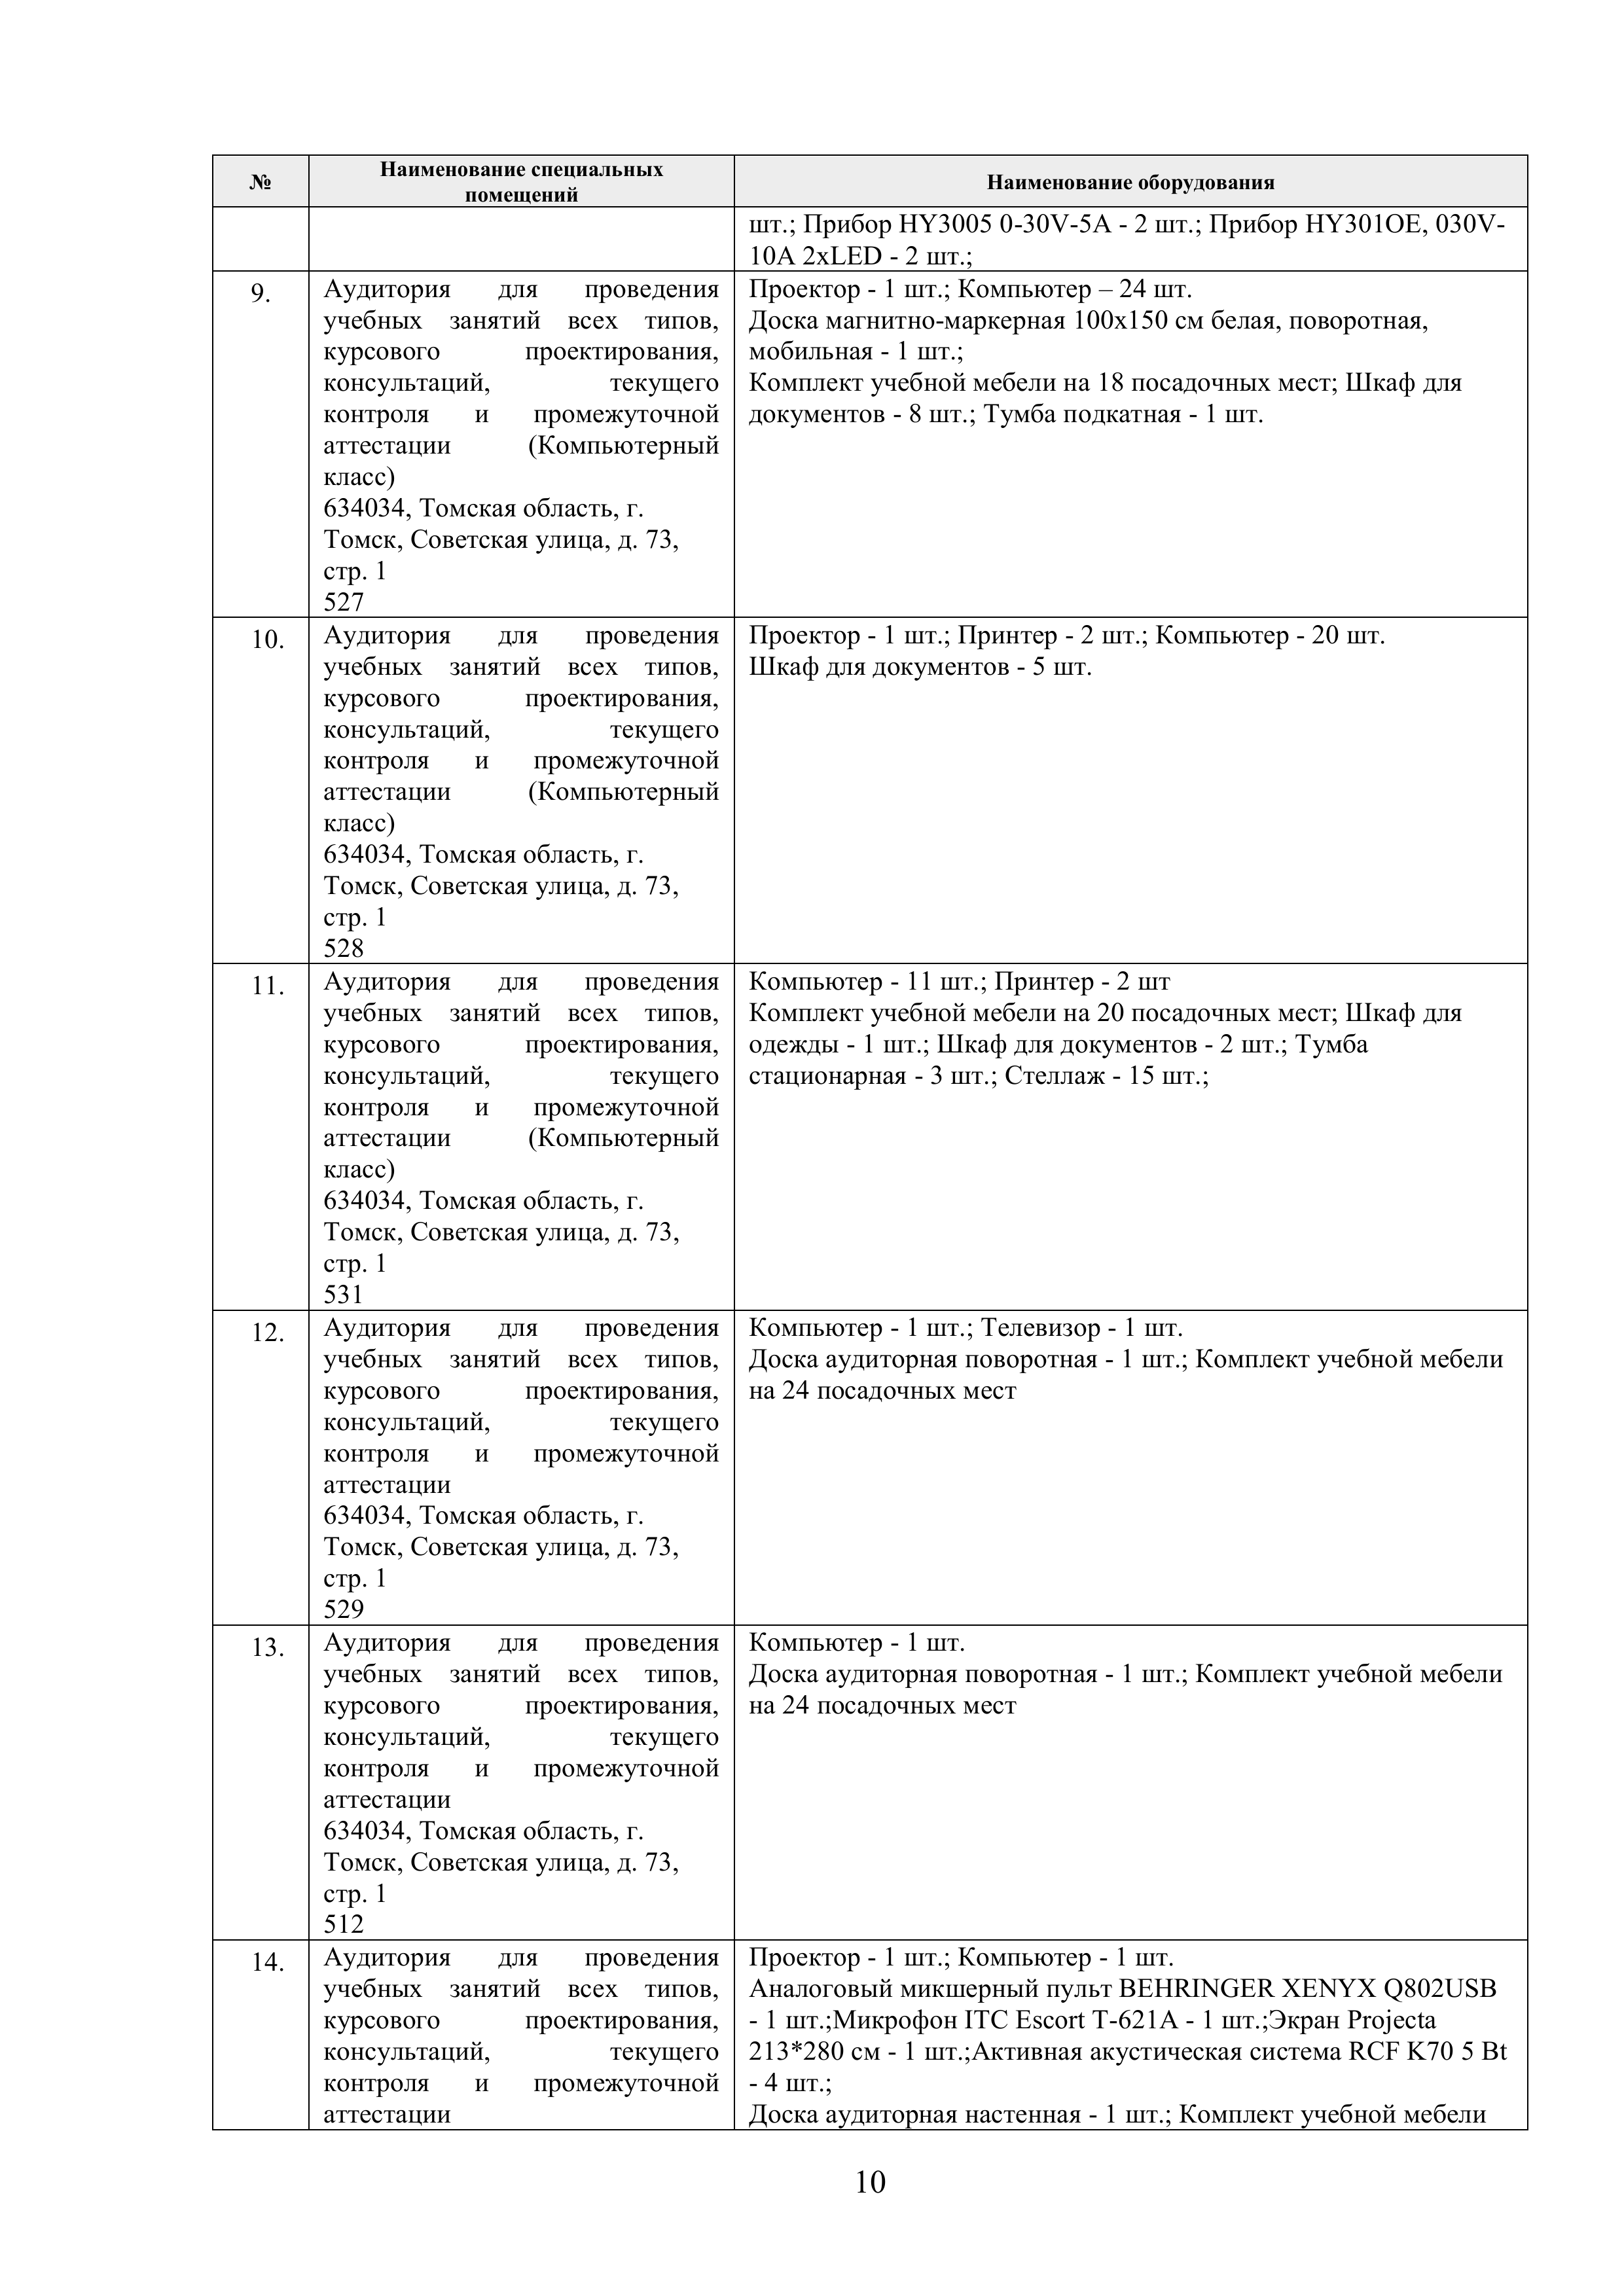 №
Наименование специальных
помещений
Наименование оборудования
шт.; Прибор HY3005 0-30V-5A - 2 шт.; Прибор HY301OE, 030V-
10A 2xLED - 2 шт.;
9.
Аудитория для проведения
учебных занятий всех типов,
курсового проектирования,
консультаций, текущего
контроля и промежуточной
аттестации (Компьютерный
класс)
634034, Томская область, г.
Томск, Советская улица, д. 73,
стр. 1
527
Проектор - 1 шт.; Компьютер – 24 шт.
Доска магнитно-маркерная 100х150 см белая, поворотная,
мобильная - 1 шт.;
Комплект учебной мебели на 18 посадочных мест; Шкаф для
документов - 8 шт.; Тумба подкатная - 1 шт.
10.
Аудитория для проведения
учебных занятий всех типов,
курсового проектирования,
консультаций, текущего
контроля и промежуточной
аттестации (Компьютерный
класс)
634034, Томская область, г.
Томск, Советская улица, д. 73,
стр. 1
528
Проектор - 1 шт.; Принтер - 2 шт.; Компьютер - 20 шт.
Шкаф для документов - 5 шт.
11.
Аудитория для проведения
учебных занятий всех типов,
курсового проектирования,
консультаций, текущего
контроля и промежуточной
аттестации (Компьютерный
класс)
634034, Томская область, г.
Томск, Советская улица, д. 73,
стр. 1
531
Компьютер - 11 шт.; Принтер - 2 шт
Комплект учебной мебели на 20 посадочных мест; Шкаф для
одежды - 1 шт.; Шкаф для документов - 2 шт.; Тумба
стационарная - 3 шт.; Стеллаж - 15 шт.;
12.
Аудитория для проведения
учебных занятий всех типов,
курсового проектирования,
консультаций, текущего
контроля и промежуточной
аттестации
634034, Томская область, г.
Томск, Советская улица, д. 73,
стр. 1
529
Компьютер - 1 шт.; Телевизор - 1 шт.
Доска аудиторная поворотная - 1 шт.; Комплект учебной мебели
на 24 посадочных мест
13.
Аудитория для проведения
учебных занятий всех типов,
курсового проектирования,
консультаций, текущего
контроля и промежуточной
аттестации
634034, Томская область, г.
Томск, Советская улица, д. 73,
стр. 1
512
Компьютер - 1 шт.
Доска аудиторная поворотная - 1 шт.; Комплект учебной мебели
на 24 посадочных мест
14.
Аудитория для проведения
учебных занятий всех типов,
курсового проектирования,
консультаций, текущего
контроля и промежуточной
аттестации
Проектор - 1 шт.; Компьютер - 1 шт.
Аналоговый микшерный пульт BEHRINGER XENYX Q802USB
- 1 шт.;Микрофон ITC Escort T-621A - 1 шт.;Экран Projecta
213*280 см - 1 шт.;Активная акустическая система RCF K70 5 Bt
- 4 шт.;
Доска аудиторная настенная - 1 шт.; Комплект учебной мебели
10